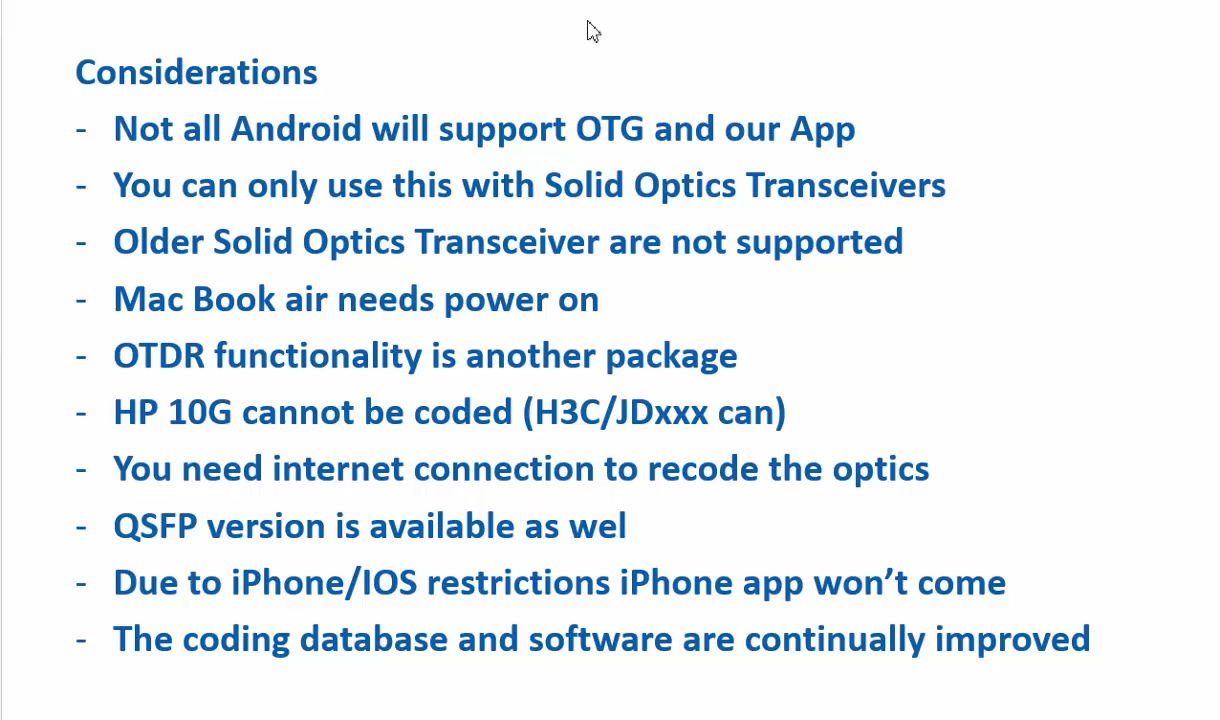 Considerations
- Not all Android will support OTG and our App
- You can only use this with Solid Optics Transceivers
- Older Solid Optics Transceiver are not supported
- Mac Book air needs power on
- OTDR functionality is another package
- HP 10G cannot be coded (H3C/JDxxx can)
- You need internet connection to recode the optics
- QSFP version is available as wel
- Due to iPhone/IOS restrictions iPhone app won’t come
- The coding database and software are continually improved